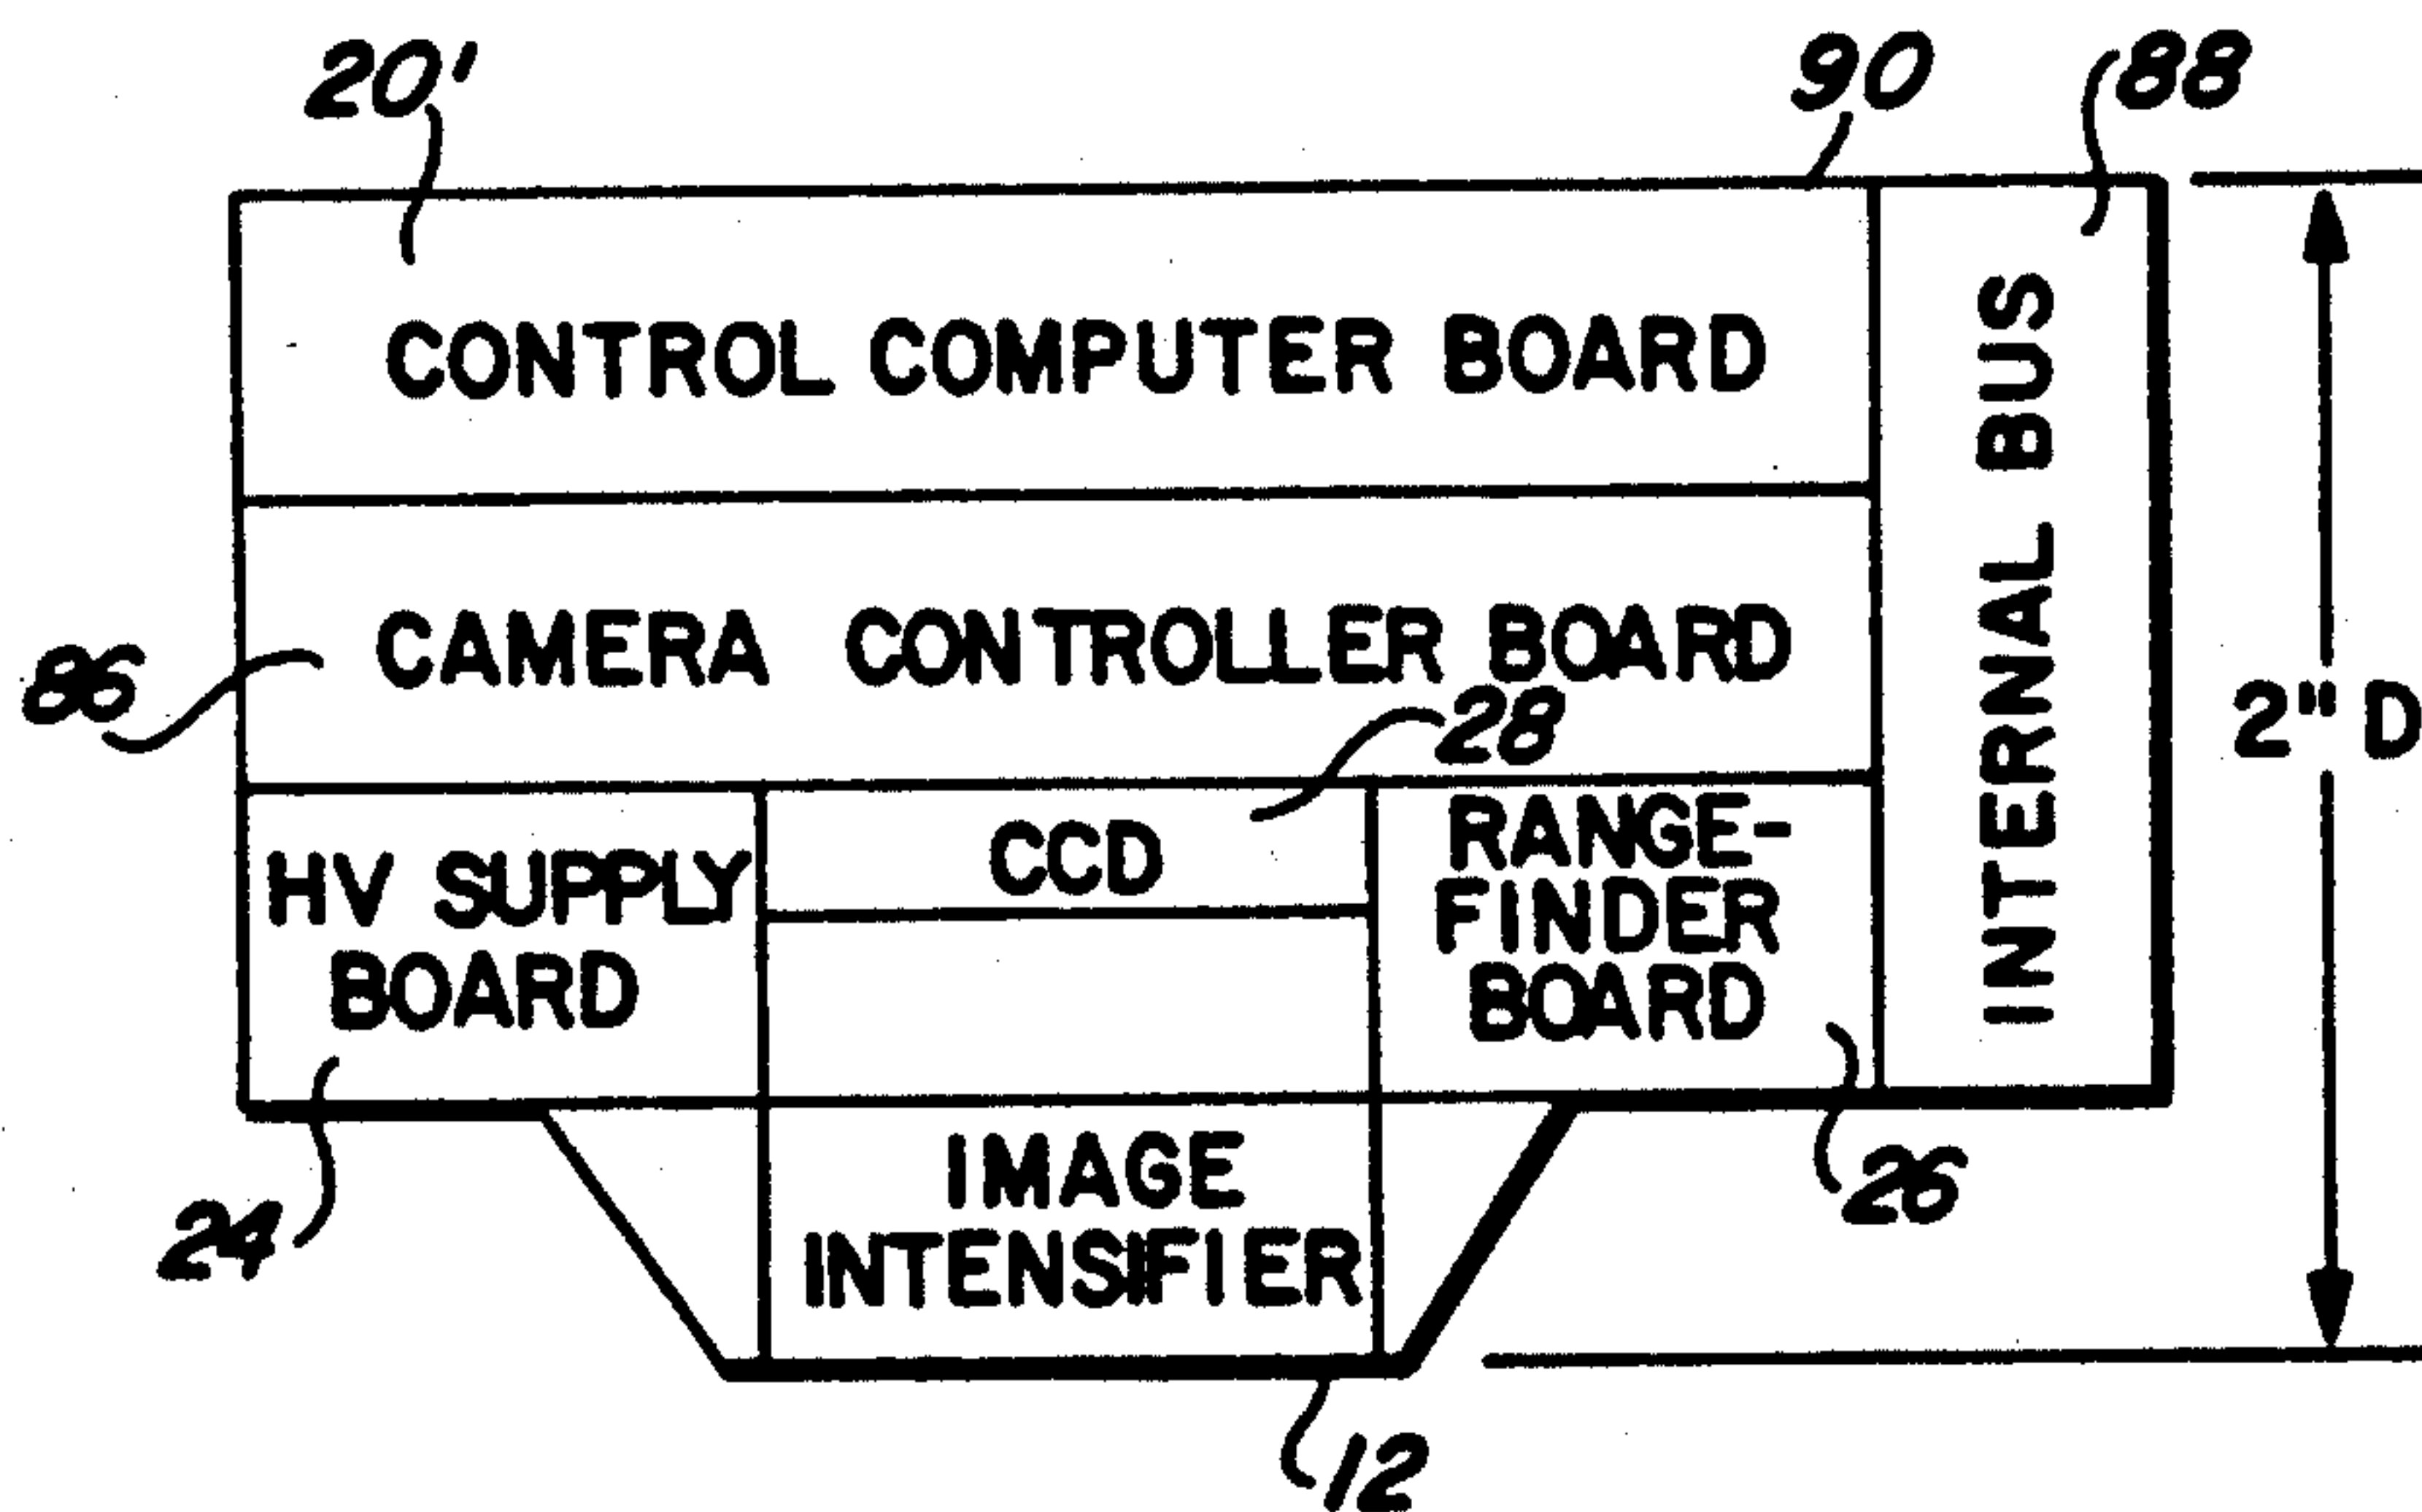 20'
90
88
CONTROL COMPUTER BOARD
INTERNAL BUS
86
CAMERA CONTROLLER BOARD
28
2" D
HV SUPPLY
BOARD
CCD
RANGE-
FINDER
BOARD
24
IMAGE
INTENSIFIER
26
12